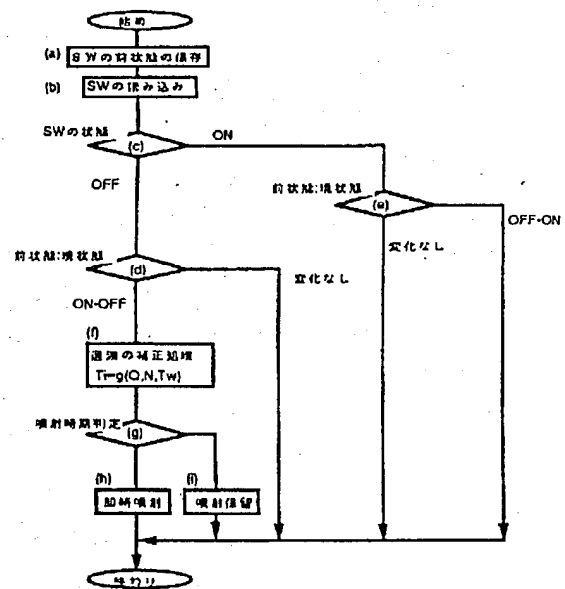 始め
(a) SWの前状態の保存
(b) SWの読み込み
SWの状態
ON
(c)
OFF
前状態:現状態
(e)
OFF-ON
変化なし
前状態:現状態
(d)
変化なし
ON-OFF
(f)
過渡の補正処理
Ti=g(Q,N,Tw)
噴射時期判定
(g)
(h)
(i)
即時噴射
噴射保留
終わり